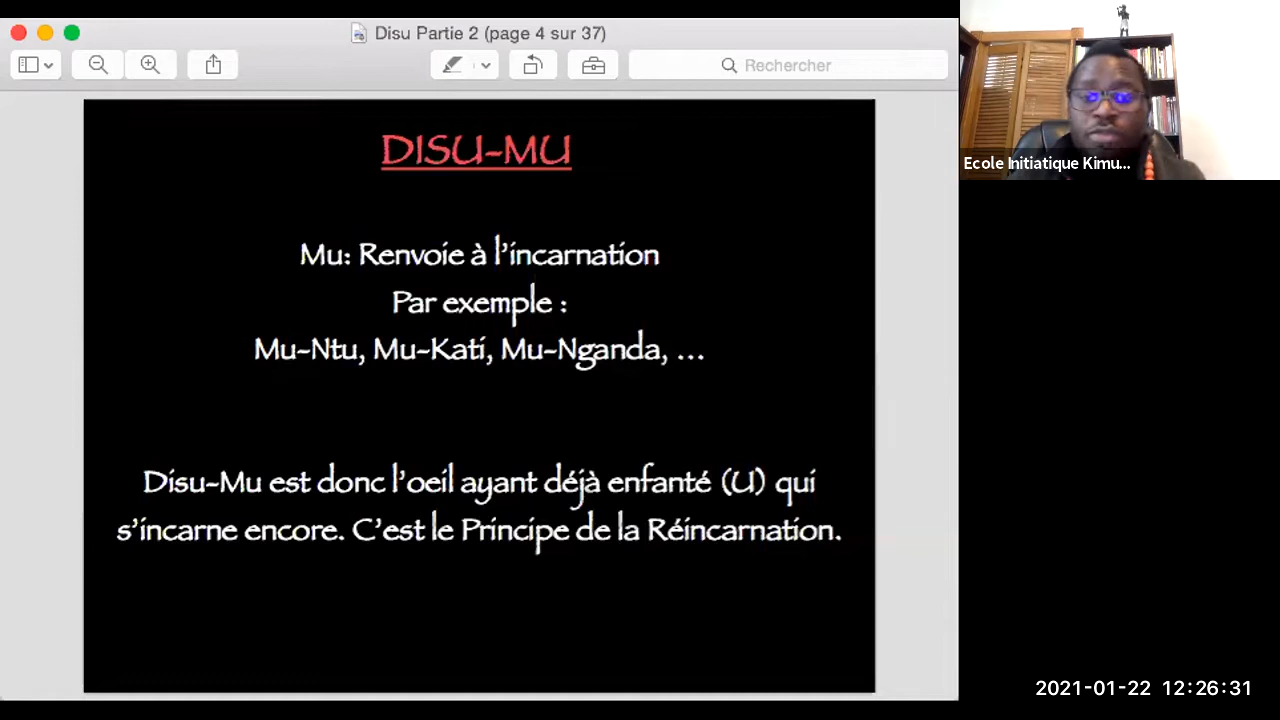 Disu Partie 2 (page 4 sur 37)
Rechercher
DISU-MU
Mu: Renvoie à l'incarnation
Par exemple :
Mu-Ntu, Mu-Kati, Mu-Nganda, ...
Disu-Mu est donc l'oeil ayant déjà enfanté (U) qui
s'incarne encore. C'est le Principe de la Réincarnation.
Ecole Initiatique Kimu...
2021-01-22 12:26:31